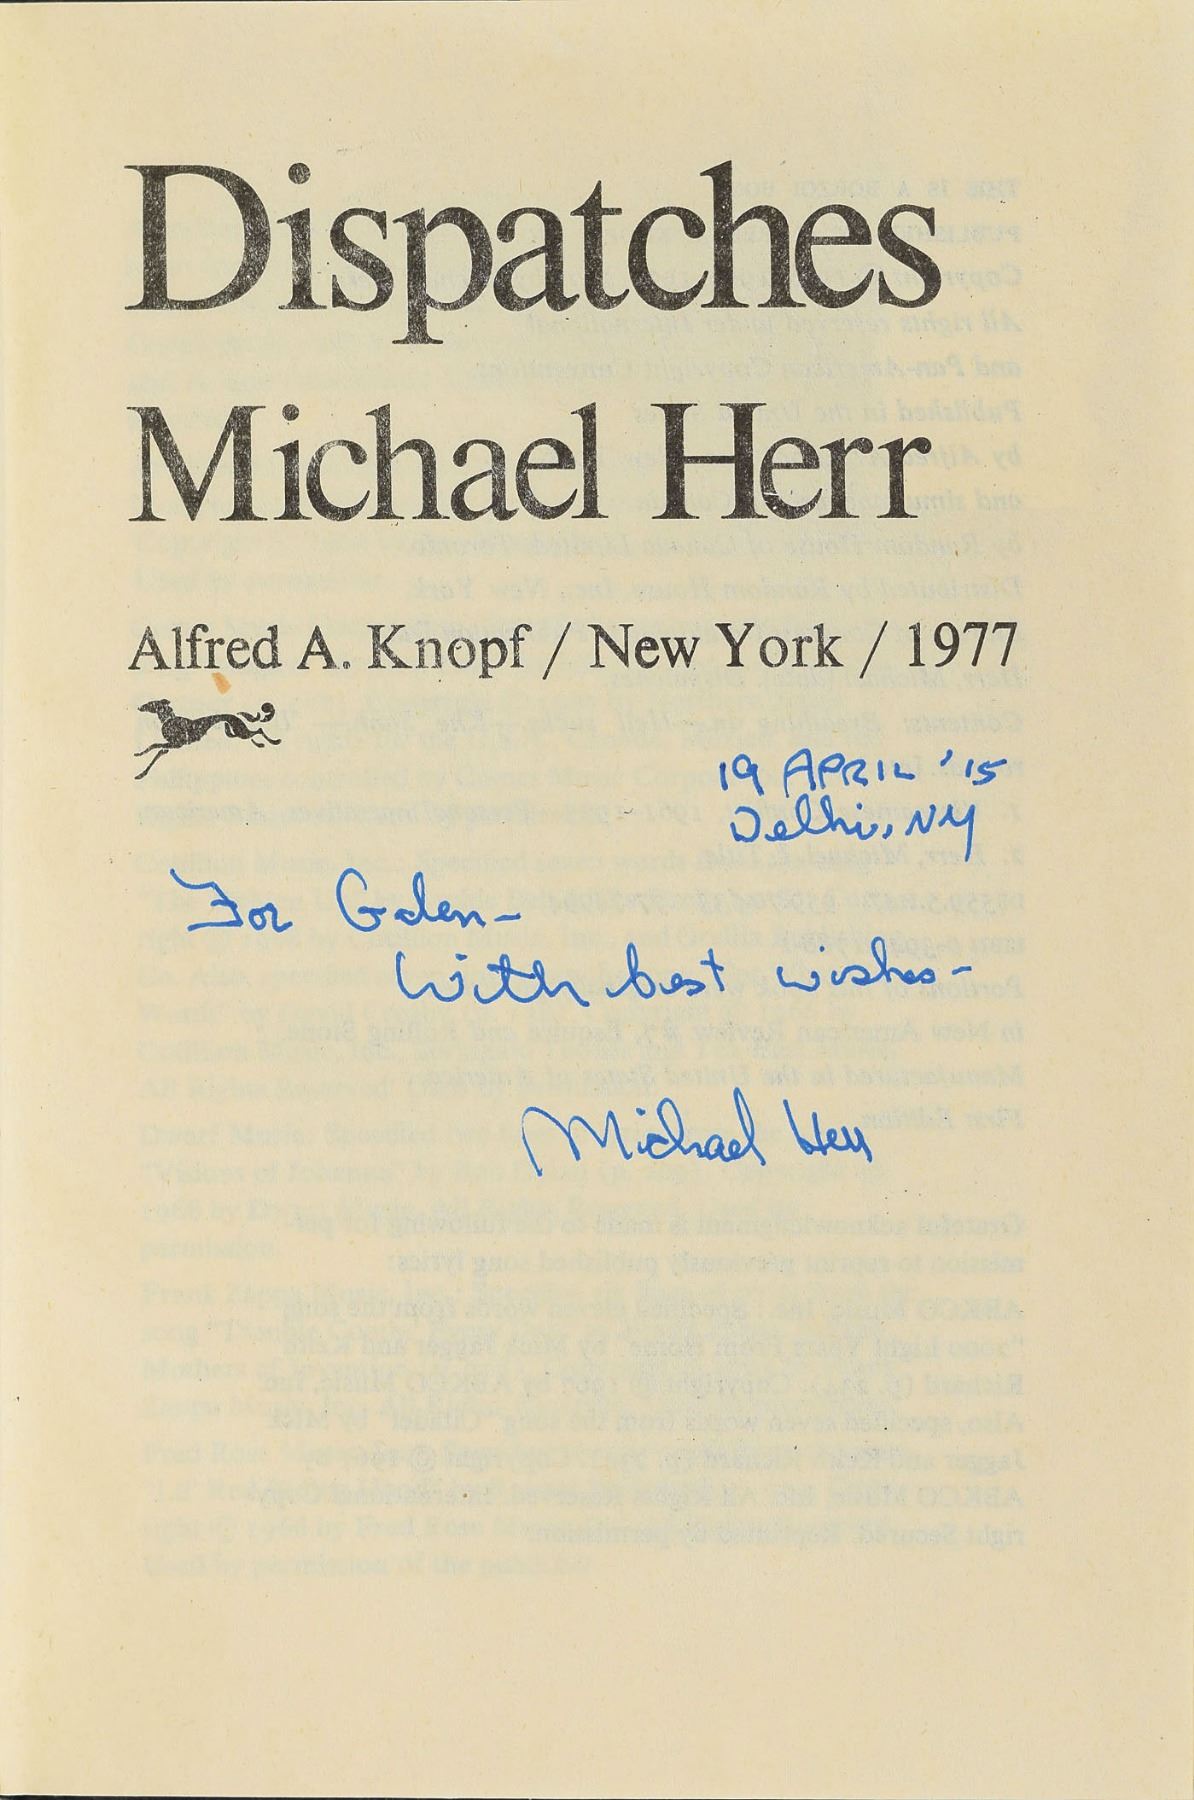 Dispatches
Michael Herr
Alfred A. Knopf / New York / 1977
19 APRIL '15
Delhi, NY
For Galen-
With best wishes-
Michael Herr